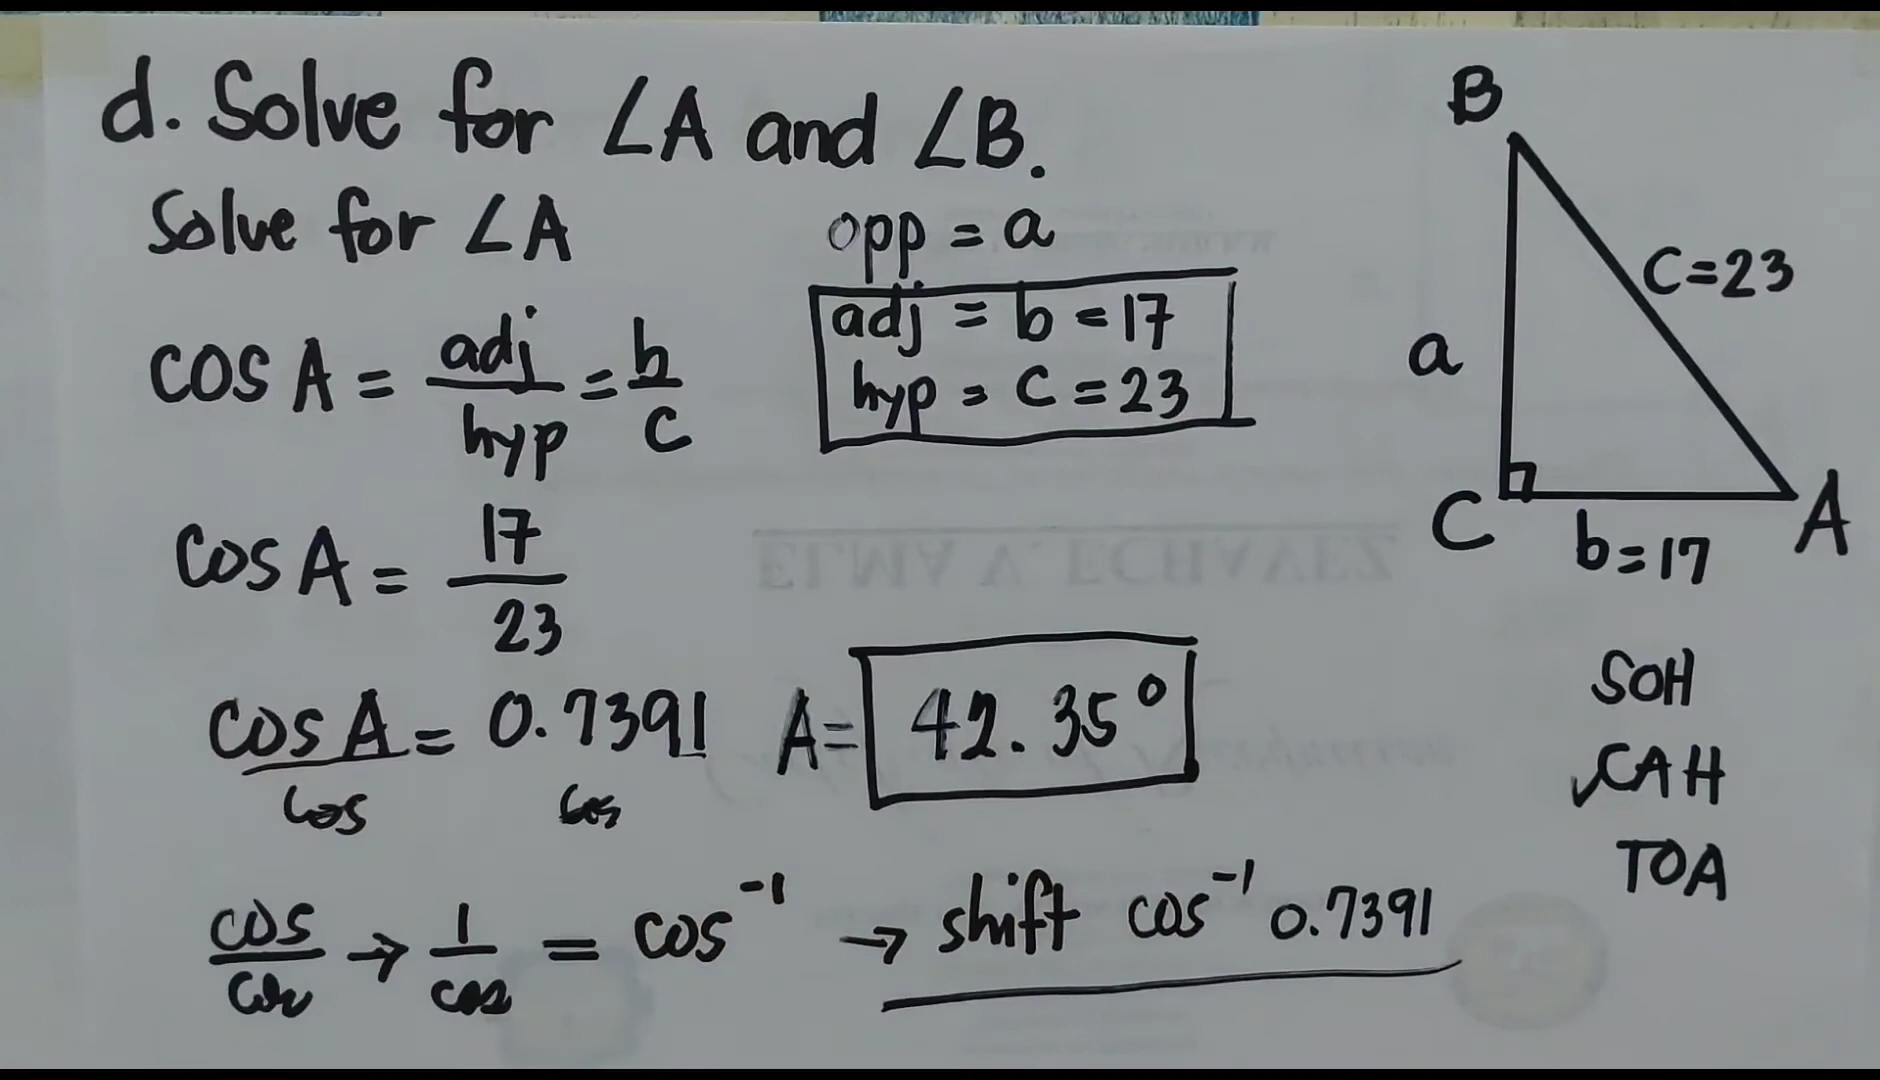 d. Solve for ∠A and ∠B.
Solve for ∠A
opp = a
adj = b = 17
hyp = C = 23
COS A = adj/hyp = b/c
COS A = 17/23
COS A = 0.7391
cos cos
A = 42.35°
cos/cos → 1/cos = cos⁻¹ → shift cos⁻¹ 0.7391
B
C=23
a
C
b=17
A
SOH
✓CAH
TOA
ELMA V. ECHAVEZ